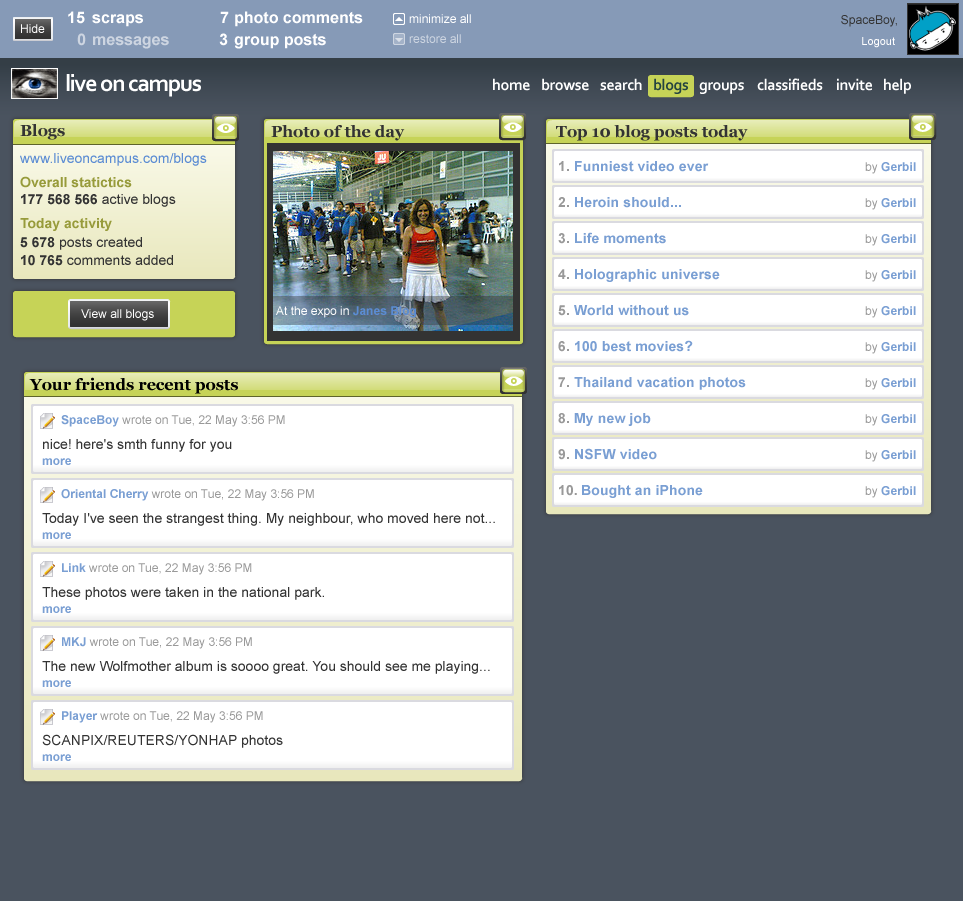 Hide
15 scraps
0 messages
7 photo comments
3 group posts
minimize all
restore all
SpaceBoy,
Logout
live on campus
home browse search blogs groups classifieds invite help
Blogs
www.liveoncampus.com/blogs
Overall statictics
177 568 566 active blogs
Today activity
5 678 posts created
10 765 comments added
View all blogs
Photo of the day
At the expo in Janes Blog
Top 10 blog posts today
1. Funniest video ever by Gerbil
2. Heroin should... by Gerbil
3. Life moments by Gerbil
4. Holographic universe by Gerbil
5. World without us by Gerbil
6. 100 best movies? by Gerbil
7. Thailand vacation photos by Gerbil
8. My new job by Gerbil
9. NSFW video by Gerbil
10. Bought an iPhone by Gerbil
Your friends recent posts
SpaceBoy wrote on Tue, 22 May 3:56 PM
nice! here's smth funny for you
more
Oriental Cherry wrote on Tue, 22 May 3:56 PM
Today I've seen the strangest thing. My neighbour, who moved here not...
more
Link wrote on Tue, 22 May 3:56 PM
These photos were taken in the national park.
more
MKJ wrote on Tue, 22 May 3:56 PM
The new Wolfmother album is soooo great. You should see me playing...
more
Player wrote on Tue, 22 May 3:56 PM
SCANPIX/REUTERS/YONHAP photos
more